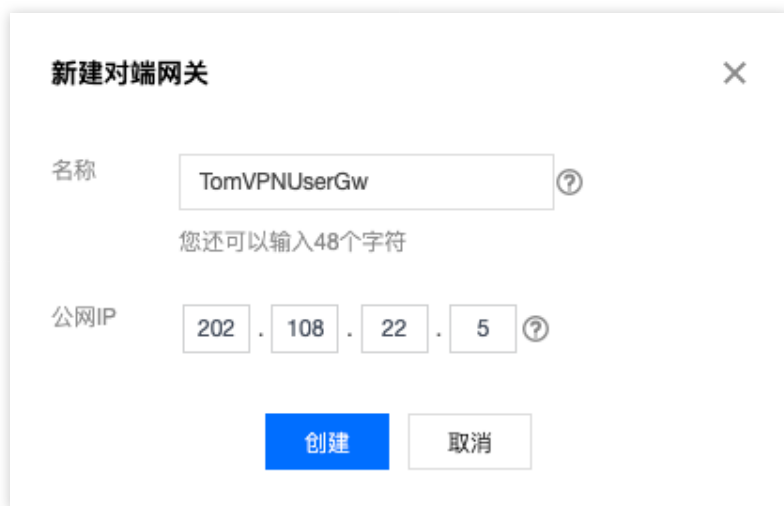 新建对端网关
名称 TomVPNUserGw
您还可以输入48个字符
公网IP 202 . 108 . 22 . 5
创建 取消